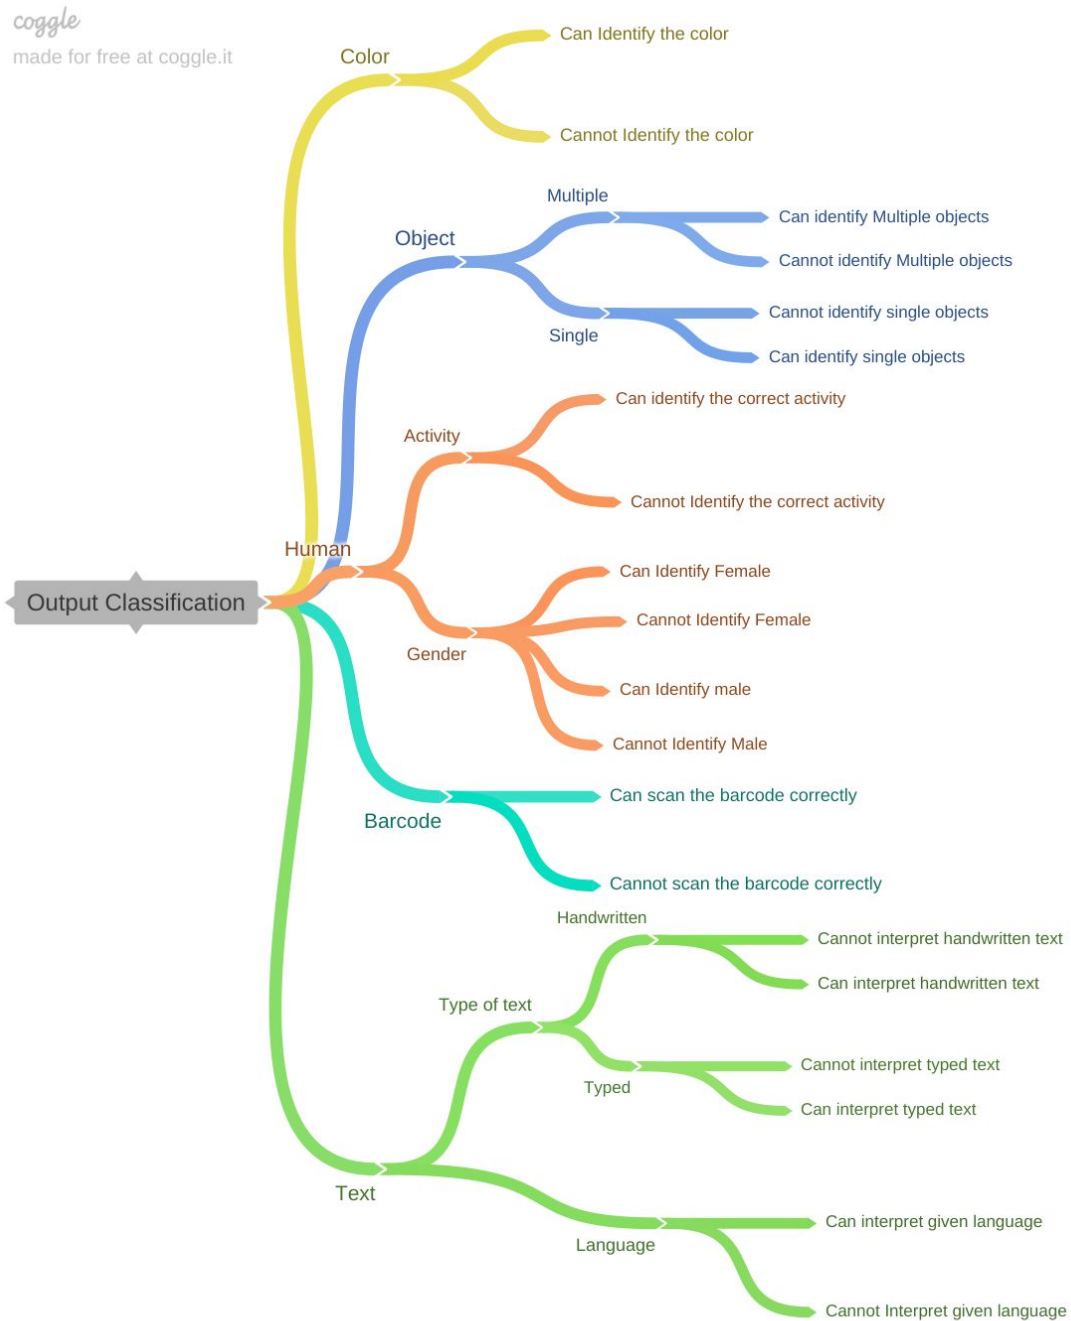 coggle
made for free at coggle.it
Color
Can Identify the color
Cannot Identify the color
Object
Multiple
Can identify Multiple objects
Cannot identify Multiple objects
Single
Cannot identify single objects
Can identify single objects
Human
Activity
Can identify the correct activity
Cannot Identify the correct activity
Gender
Can Identify Female
Cannot Identify Female
Can Identify male
Cannot Identify Male
Output Classification
Barcode
Can scan the barcode correctly
Cannot scan the barcode correctly
Text
Type of text
Handwritten
Cannot interpret handwritten text
Can interpret handwritten text
Typed
Cannot interpret typed text
Can interpret typed text
Language
Can interpret given language
Cannot Interpret given language